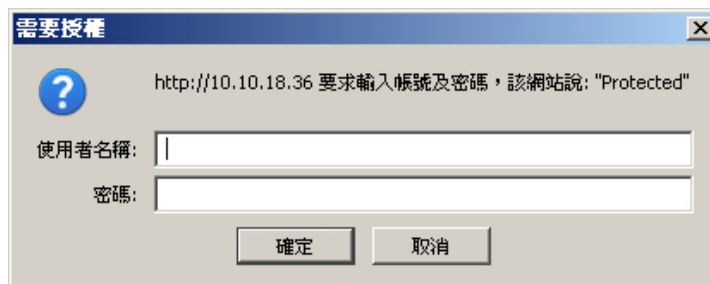 需要授權
http://10.10.18.36 要求輸入帳號及密碼，該網站說: "Protected"
使用者名稱:
密碼:
確定
取消